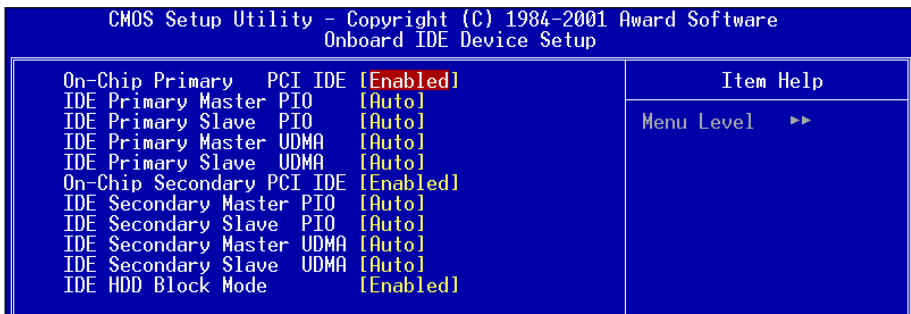 CMOS Setup Utility – Copyright (C) 1984-2001 Award Software
Onboard IDE Device Setup
On-Chip Primary   PCI IDE [Enabled]
IDE Primary Master PIO    [Auto]
IDE Primary Slave  PIO    [Auto]
IDE Primary Master UDMA   [Auto]
IDE Primary Slave  UDMA   [Auto]
On-Chip Secondary PCI IDE [Enabled]
IDE Secondary Master PIO  [Auto]
IDE Secondary Slave  PIO  [Auto]
IDE Secondary Master UDMA [Auto]
IDE Secondary Slave  UDMA [Auto]
IDE HDD Block Mode        [Enabled]
Item Help
Menu Level   ►►